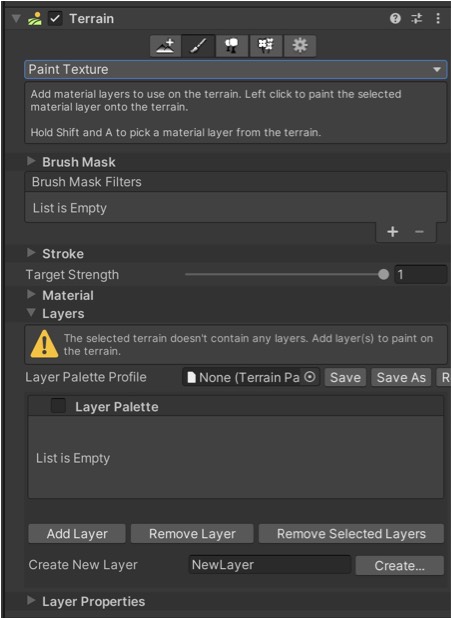 Terrain
Paint Texture
Add material layers to use on the terrain. Left click to paint the selected
material layer onto the terrain.
Hold Shift and A to pick a material layer from the terrain.
Brush Mask
Brush Mask Filters
List is Empty
Stroke
Target Strength 1
Material
Layers
The selected terrain doesn't contain any layers. Add layer(s) to paint on
the terrain.
Layer Palette Profile None (Terrain Pa Save Save As R
Layer Palette
List is Empty
Add Layer Remove Layer Remove Selected Layers
Create New Layer NewLayer Create...
Layer Properties